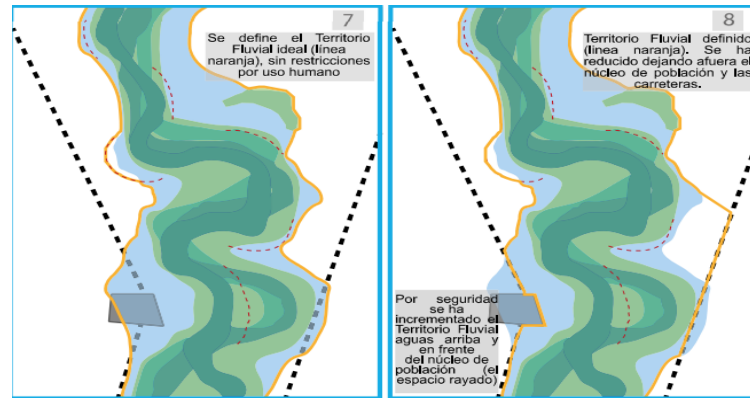 7
Se define el Territorio
Fluvial ideal (línea
naranja), sin restricciones
por uso humano
8
Territorio Fluvial definido
(línea naranja). Se ha
reducido dejando afuera el
núcleo de población y las
carreteras.
Por seguridad
se ha
incrementado el
Territorio Fluvial
aguas arriba y
en frente
del núcleo de
población (el
espacio rayado)